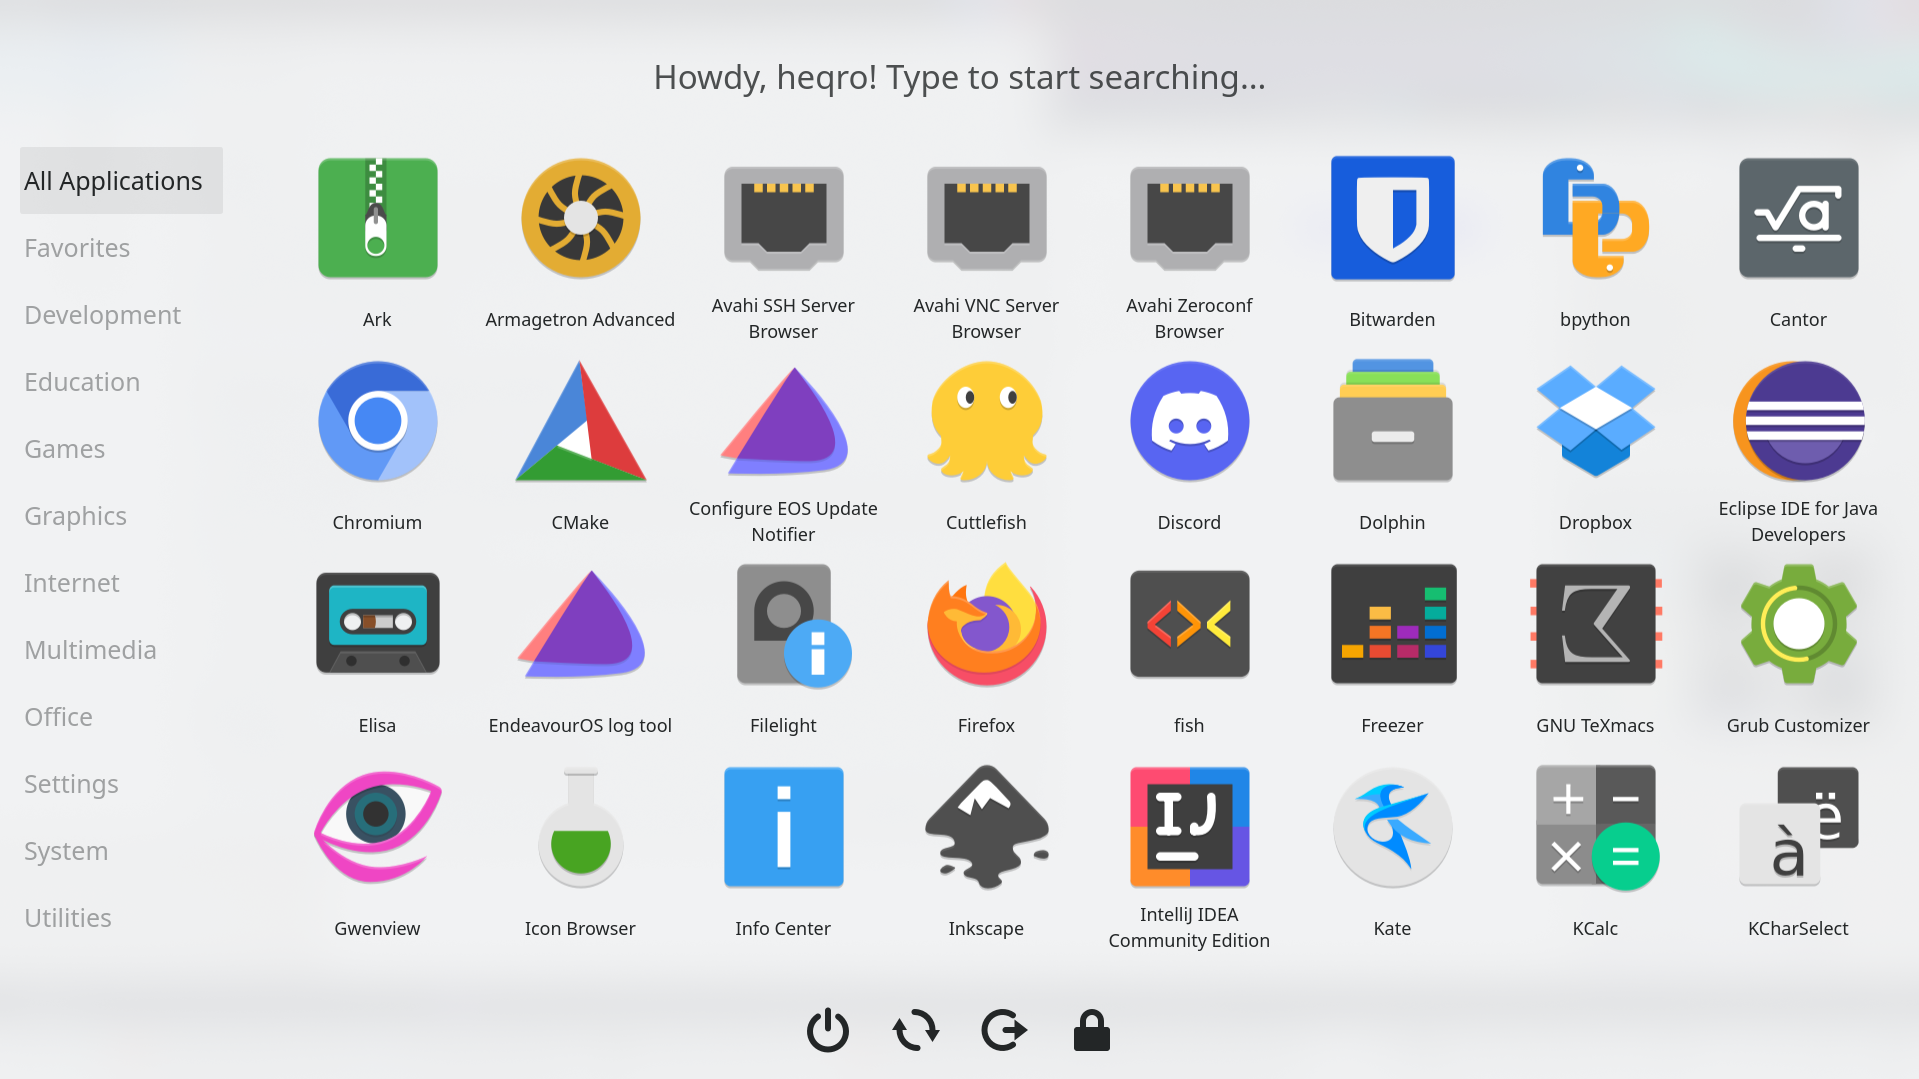 Howdy, heqro! Type to start searching...
All Applications
Favorites
Development
Education
Games
Graphics
Internet
Multimedia
Office
Settings
System
Utilities
Ark
Armagetron Advanced
Avahi SSH Server
Browser
Avahi VNC Server
Browser
Avahi Zeroconf
Browser
Bitwarden
bpython
Cantor
Chromium
CMake
Configure EOS Update
Notifier
Cuttlefish
Discord
Dolphin
Dropbox
Eclipse IDE for Java
Developers
Elisa
EndeavourOS log tool
Filelight
Firefox
fish
Freezer
GNU TeXmacs
Grub Customizer
Gwenview
Icon Browser
Info Center
Inkscape
IJ
IntelliJ IDEA
Community Edition
Kate
KCalc
ë
à
KCharSelect